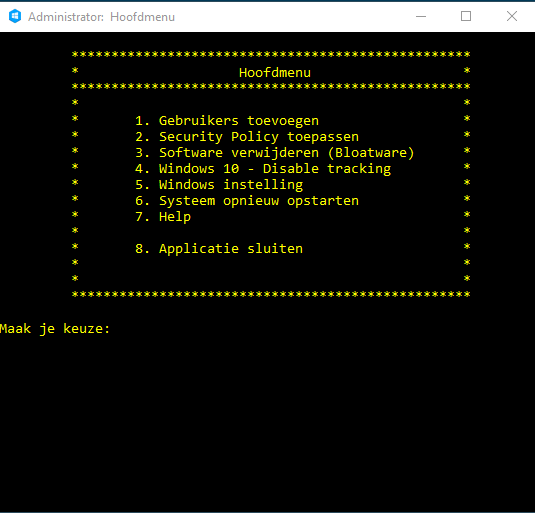 Administrator: Hoofdmenu
**************************************************
* Hoofdmenu *
**************************************************
* *
* 1. Gebruikers toevoegen *
* 2. Security Policy toepassen *
* 3. Software verwijderen (Bloatware) *
* 4. Windows 10 - Disable tracking *
* 5. Windows instelling *
* 6. Systeem opnieuw opstarten *
* 7. Help *
* *
* 8. Applicatie sluiten *
* *
* *
**************************************************
Maak je keuze: